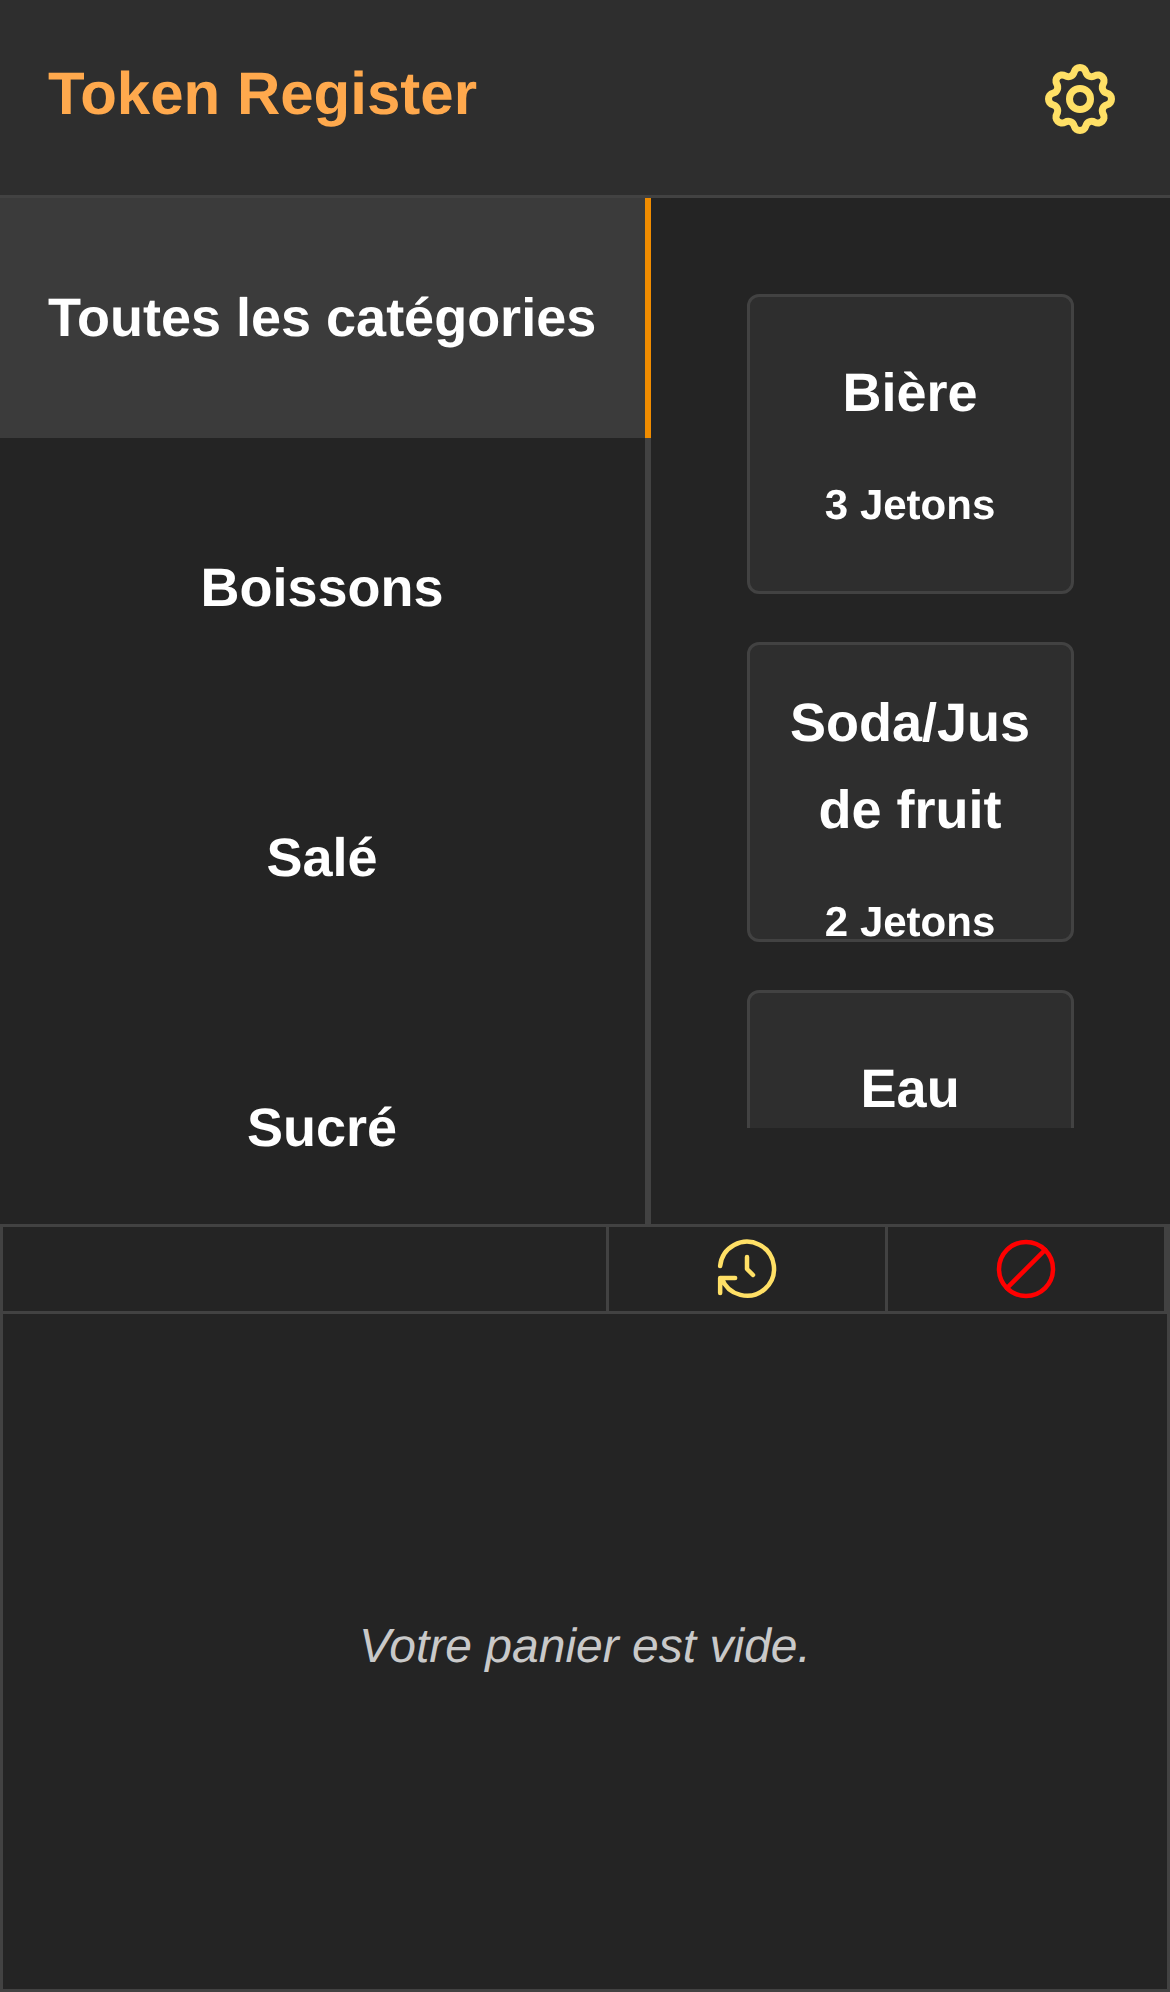 Token Register
Toutes les catégories
Boissons
Salé
Sucré
Bière
3 Jetons
Soda/Jus
de fruit
2 Jetons
Eau
Votre panier est vide.